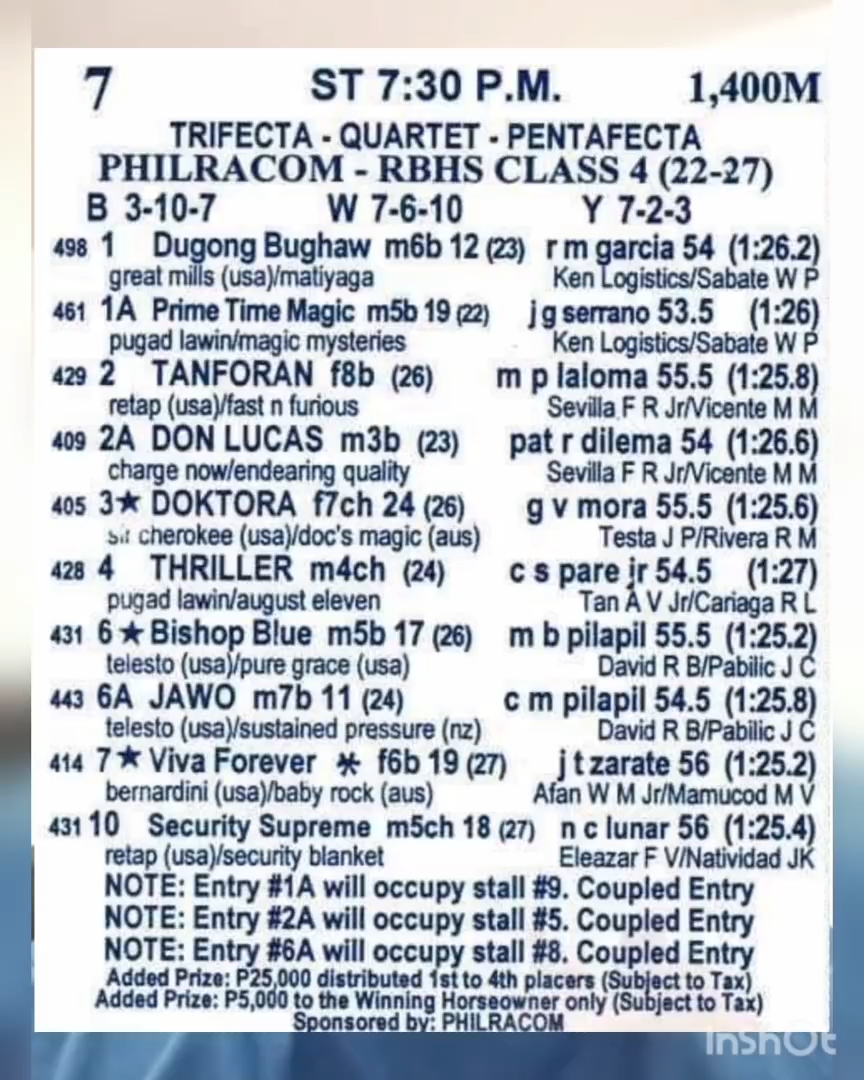 7 ST 7:30 P.M. 1,400M
TRIFECTA - QUARTET - PENTAFECTA
PHILRACOM - RBHS CLASS 4 (22-27)
B 3-10-7 W 7-6-10 Y 7-2-3
498 1 Dugong Bughaw m6b 12 (23) r m garcia 54 (1:26.2)
great mills (usa)/matiyaga Ken Logistics/Sabate W P
461 1A Prime Time Magic m5b 19 (22) j g serrano 53.5 (1:26)
pugad lawin/magic mysteries Ken Logistics/Sabate W P
429 2 TANFORAN f8b (26) m p laloma 55.5 (1:25.8)
retap (usa)/fast n furious Sevilla F R Jr/Vicente M M
409 2A DON LUCAS m3b (23) pat r dilema 54 (1:26.6)
charge now/endearing quality Sevilla F R Jr/Vicente M M
405 3★ DOKTORA f7ch 24 (26) g v mora 55.5 (1:25.6)
sir cherokee (usa)/doc's magic (aus) Testa J P/Rivera R M
428 4 THRILLER m4ch (24) c s pare jr 54.5 (1:27)
pugad lawin/august eleven Tan A V Jr/Cariaga R L
431 6★ Bishop Blue m5b 17 (26) m b pilapil 55.5 (1:25.2)
telesto (usa)/pure grace (usa) David R B/Pabilic J C
443 6A JAWO m7b 11 (24) c m pilapil 54.5 (1:25.8)
telesto (usa)/sustained pressure (nz) David R B/Pabilic J C
414 7★ Viva Forever * f6b 19 (27) j t zarate 56 (1:25.2)
bernardini (usa)/baby rock (aus) Afan W M Jr/Mamucod M V
431 10 Security Supreme m5ch 18 (27) n c lunar 56 (1:25.4)
retap (usa)/security blanket Eleazar F V/Natividad JK
NOTE: Entry #1A will occupy stall #9. Coupled Entry
NOTE: Entry #2A will occupy stall #5. Coupled Entry
NOTE: Entry #6A will occupy stall #8. Coupled Entry
Added Prize: P25,000 distributed 1st to 4th placers (Subject to Tax)
Added Prize: P5,000 to the Winning Horseowner only (Subject to Tax)
Sponsored by: PHILRACOM
InShOt